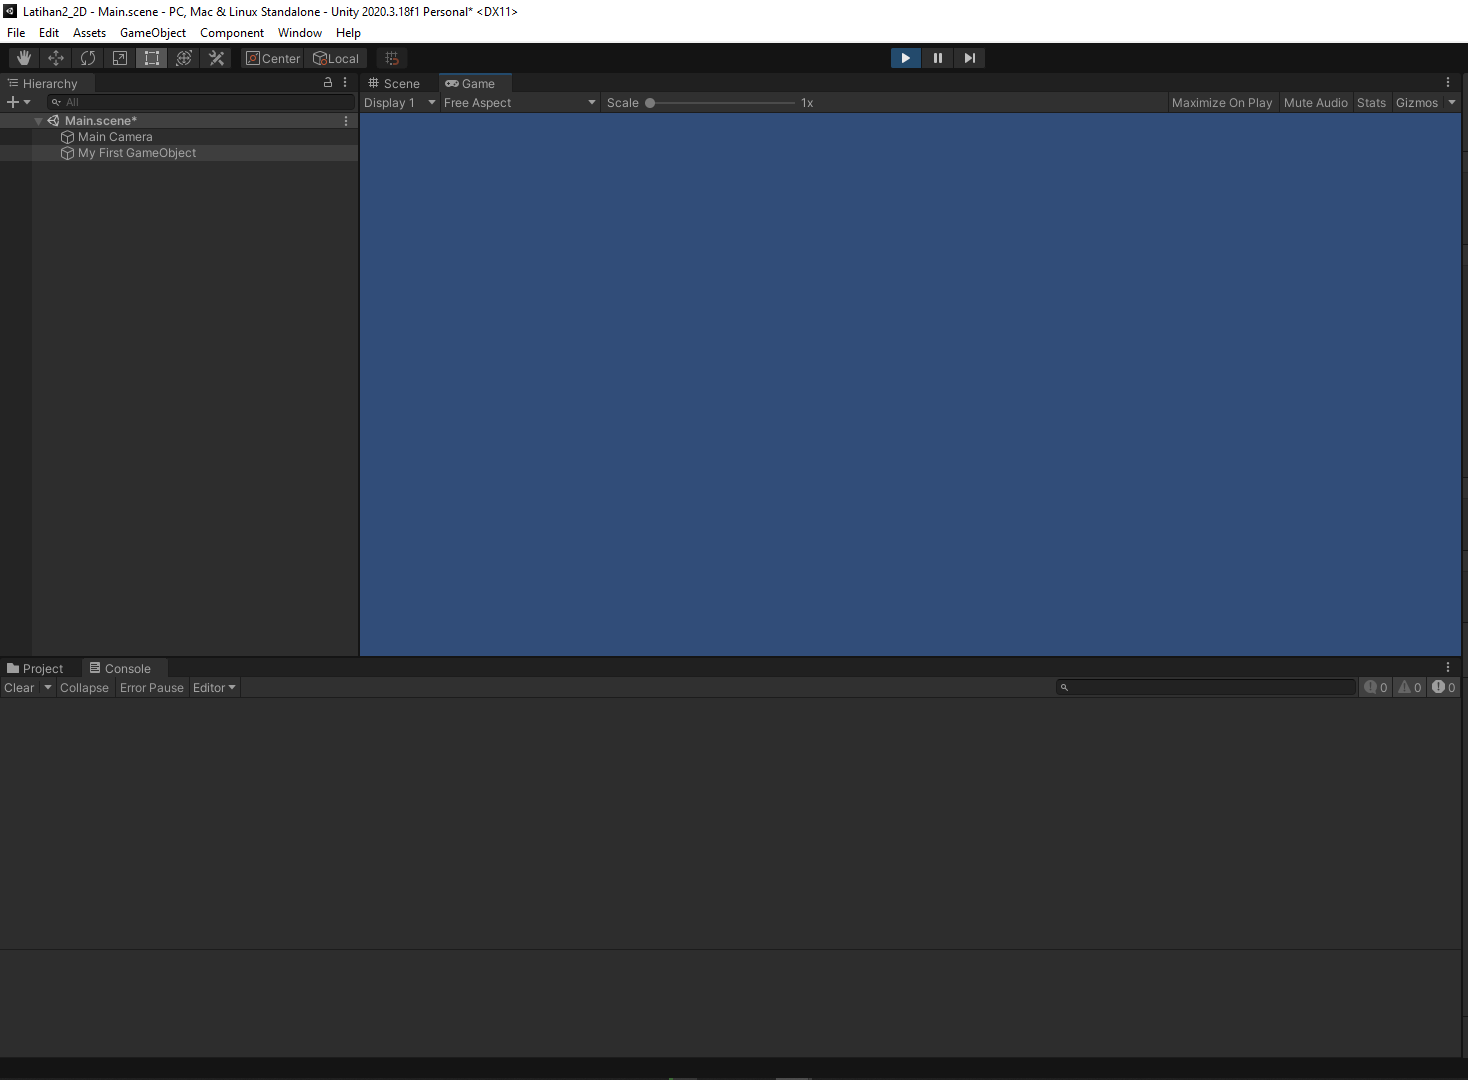 Latihan2_2D - Main.scene - PC, Mac & Linux Standalone - Unity 2020.3.18f1 Personal* <DX11>
File Edit Assets GameObject Component Window Help
Center Local
Hierarchy
All
Main.scene*
Main Camera
My First GameObject
Scene Game
Display 1 Free Aspect Scale 1x Maximize On Play Mute Audio Stats Gizmos
Project Console
Clear Collapse Error Pause Editor 0 0 0